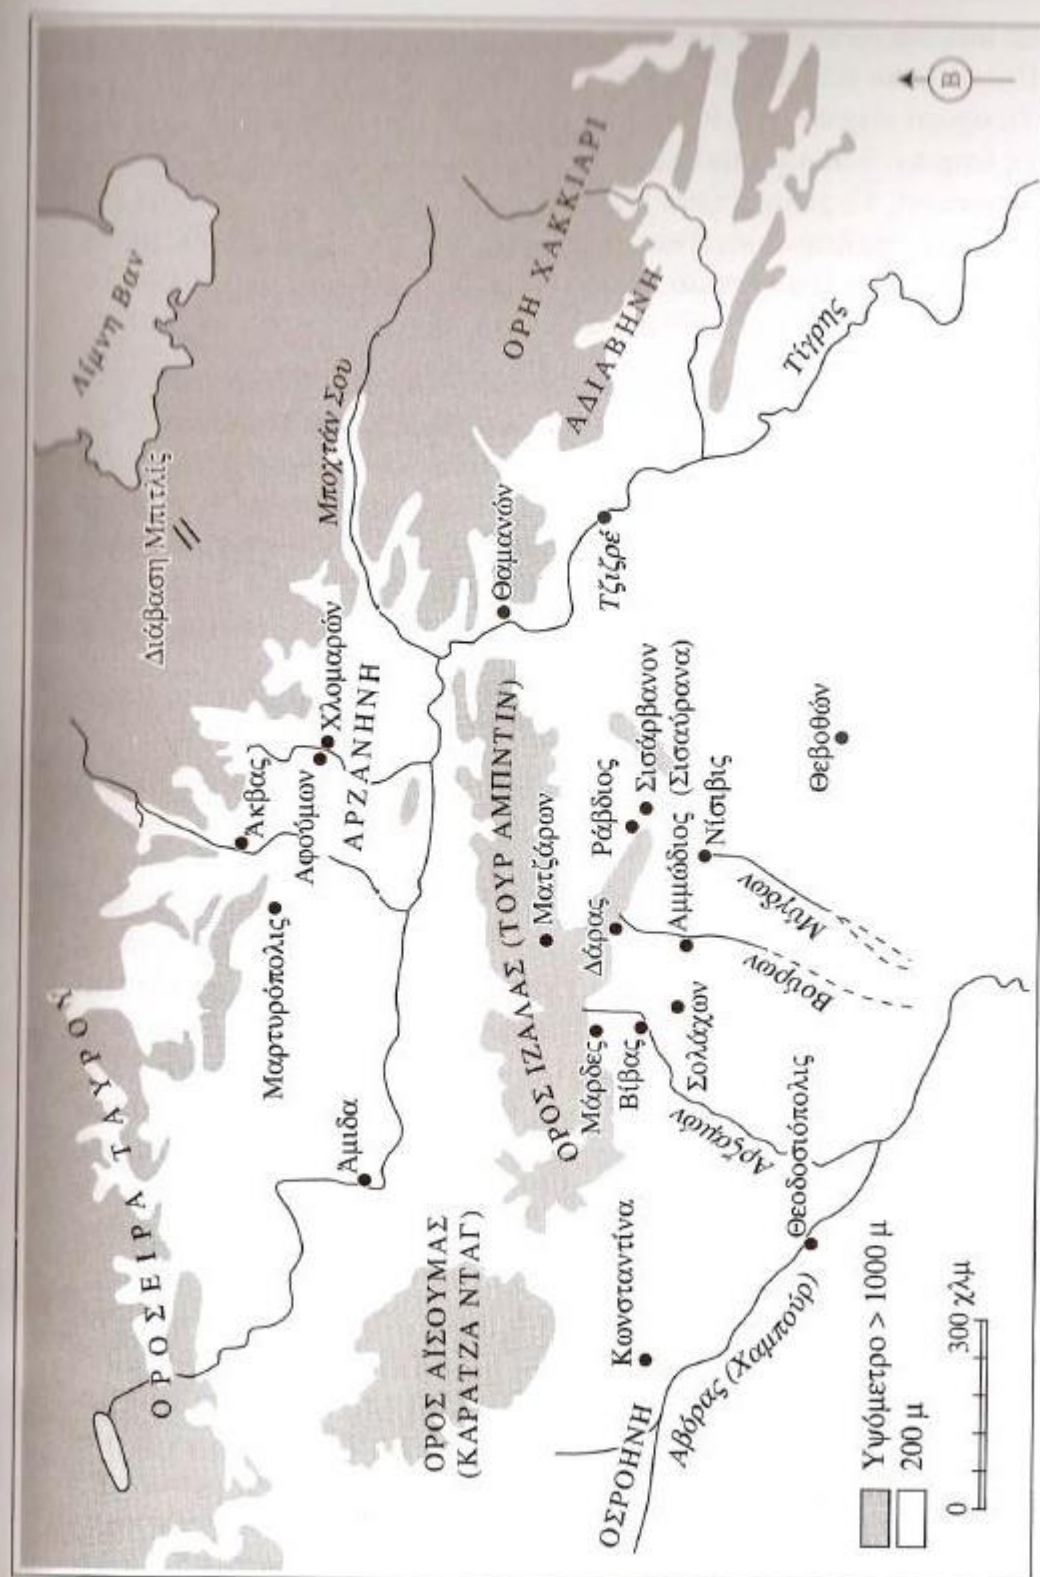 Β
Λίμνη Βαν
Διάβαση Μπιτλίς
ΟΡΟΣΕΙΡΑ ΤΑΥΡΟΥ
Μποχτάν Σου
ΟΡΗ ΧΑΚΚΙΑΡΙ
ΑΔΙΑΒΗΝΗ
Τίγρης
Άκβας
Χλομαρών
Αφούμων
ΑΡΖΑΝΗΝΗ
Μαρτυρόπολις
Άμιδα
Θαμανών
Τζιζρέ
ΟΡΟΣ ΑΪΣΟΥΜΑΣ
(ΚΑΡΑΤΖΑ ΝΤΑΓ)
ΟΡΟΣ ΙΖΑΛΑΣ (ΤΟΥΡ ΑΜΠΝΤΙΝ)
Ματζάρων
Ράβδιος
Σισάρβανον
(Σισαύρανα)
Δάρας
Μάρδες
Βίβας
Αμμώδιος
Νίσιβις
Σολάχων
Θεβοθών
Μύγδων
Βούρων
Αρζαμών
Κωνσταντίνα
Θεοδοσιόπολις
ΟΣΡΟΗΝΗ
Αβόρας (Χαμπούρ)
Υψόμετρο > 1000 μ
200 μ
0 300 χλμ